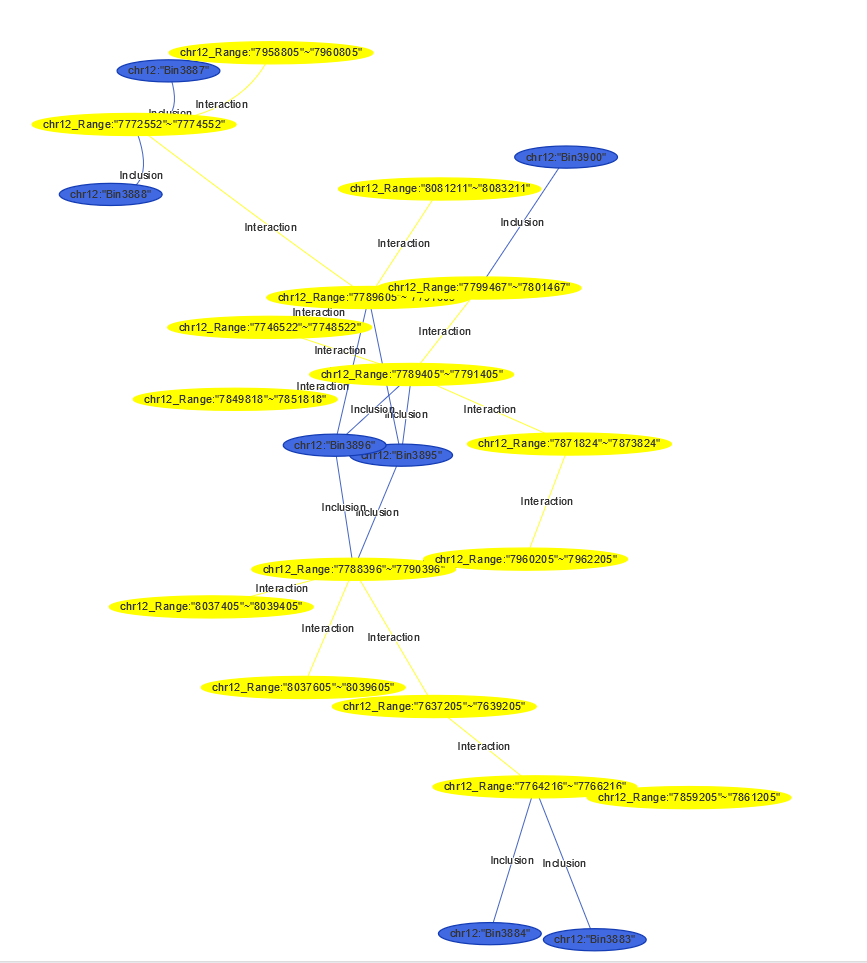 chr12_Range:"7958805"~"7960805"
chr12:"Bin3887"
Interaction
Inclusion
chr12_Range:"7772552"~"7774552"
chr12:"Bin3900"
Inclusion
chr12:"Bin3888"
chr12_Range:"8081211"~"8083211"
Inclusion
Interaction
Interaction
chr12_Range:"7799467"~"7801467"
chr12_Range:"7789605"~"7791605"
Interaction
chr12_Range:"7746522"~"7748522"
Interaction
Interaction
chr12_Range:"7789405"~"7791405"
Interaction
chr12_Range:"7849818"~"7851818"
Inclusion
Inclusion
Interaction
chr12:"Bin3896"
chr12_Range:"7871824"~"7873824"
chr12:"Bin3895"
Interaction
Inclusion
Inclusion
chr12_Range:"7960205"~"7962205"
chr12_Range:"7788396"~"7790396"
Interaction
chr12_Range:"8037405"~"8039405"
Interaction
Interaction
chr12_Range:"8037605"~"8039605"
chr12_Range:"7637205"~"7639205"
Interaction
chr12_Range:"7764216"~"7766216"
chr12_Range:"7859205"~"7861205"
Inclusion
Inclusion
chr12:"Bin3884"
chr12:"Bin3883"